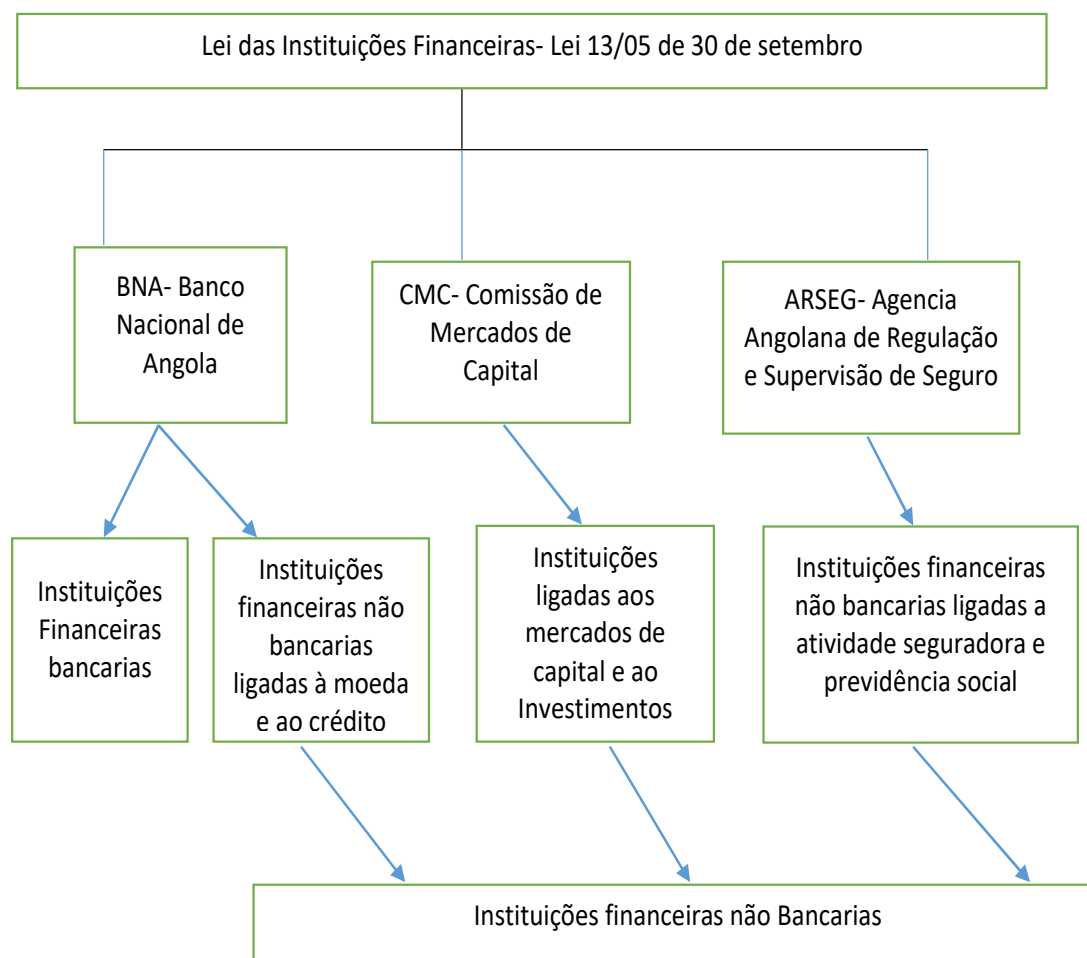 Lei das Instituições Financeiras- Lei 13/05 de 30 de setembro
BNA- Banco
Nacional de
Angola
CMC- Comissão de
Mercados de
Capital
ARSEG- Agencia
Angolana de Regulação
e Supervisão de Seguro
Instituições
Financeiras
bancarias
Instituições
financeiras não
bancarias
ligadas à moeda
e ao crédito
Instituições
ligadas aos
mercados de
capital e ao
Investimentos
Instituições financeiras
não bancarias ligadas a
atividade seguradora e
previdência social
Instituições financeiras não Bancarias